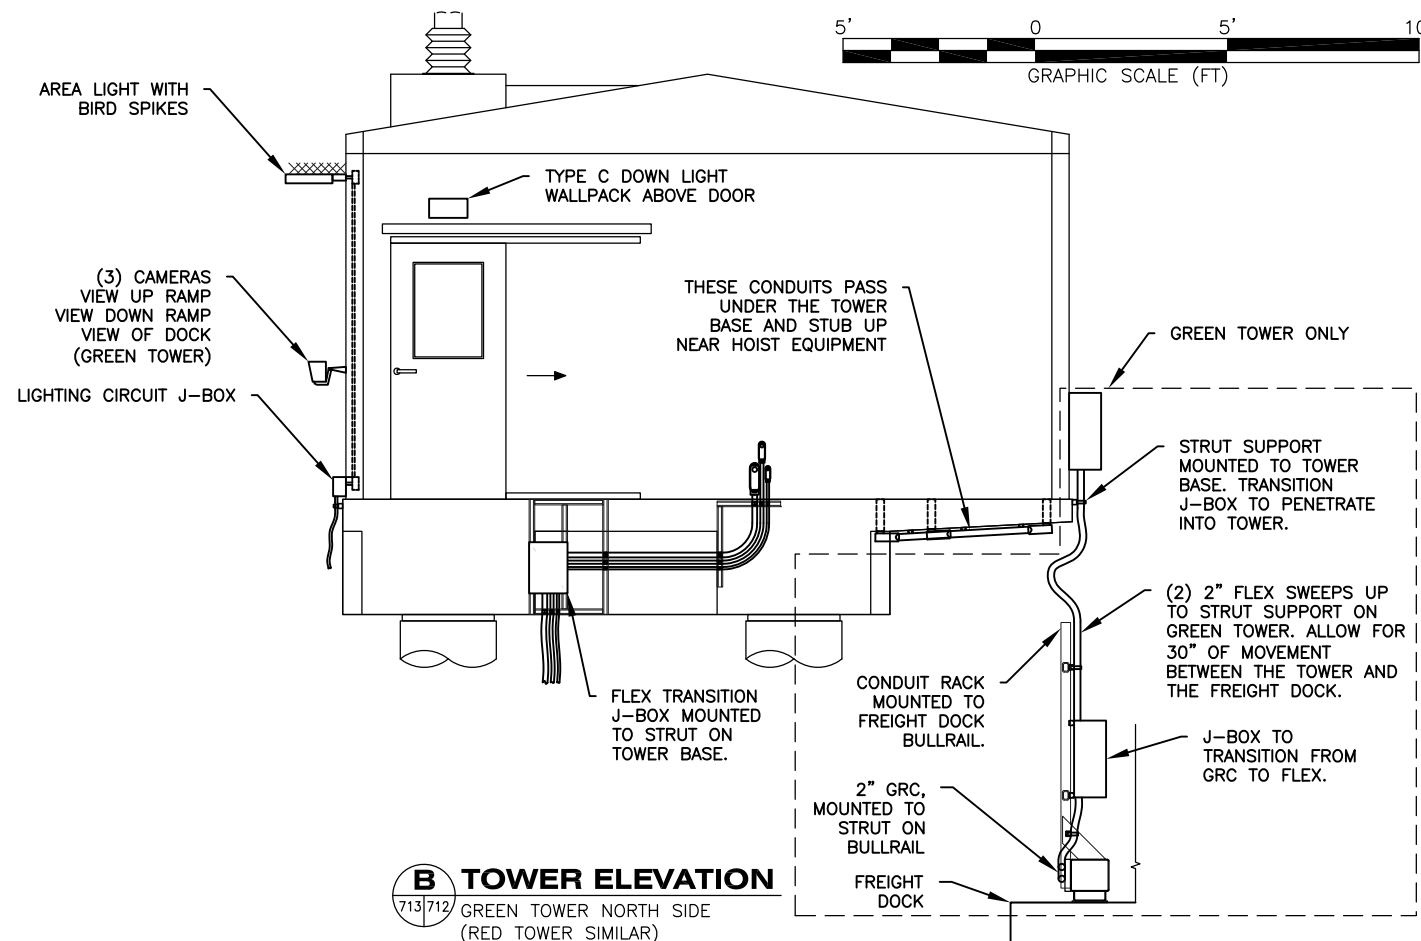 5' 0 5' 10
GRAPHIC SCALE (FT)
AREA LIGHT WITH
BIRD SPIKES
TYPE C DOWN LIGHT
WALLPACK ABOVE DOOR
(3) CAMERAS
VIEW UP RAMP
VIEW DOWN RAMP
VIEW OF DOCK
(GREEN TOWER)
THESE CONDUITS PASS
UNDER THE TOWER
BASE AND STUB UP
NEAR HOIST EQUIPMENT
GREEN TOWER ONLY
LIGHTING CIRCUIT J-BOX
STRUT SUPPORT
MOUNTED TO TOWER
BASE. TRANSITION
J-BOX TO PENETRATE
INTO TOWER.
(2) 2" FLEX SWEEPS UP
TO STRUT SUPPORT ON
GREEN TOWER. ALLOW FOR
30" OF MOVEMENT
BETWEEN THE TOWER AND
THE FREIGHT DOCK.
FLEX TRANSITION
J-BOX MOUNTED
TO STRUT ON
TOWER BASE.
CONDUIT RACK
MOUNTED TO
FREIGHT DOCK
BULLRAIL.
J-BOX TO
TRANSITION FROM
GRC TO FLEX.
2" GRC,
MOUNTED TO
STRUT ON
BULLRAIL
FREIGHT
DOCK
B TOWER ELEVATION
713 712 GREEN TOWER NORTH SIDE
(RED TOWER SIMILAR)